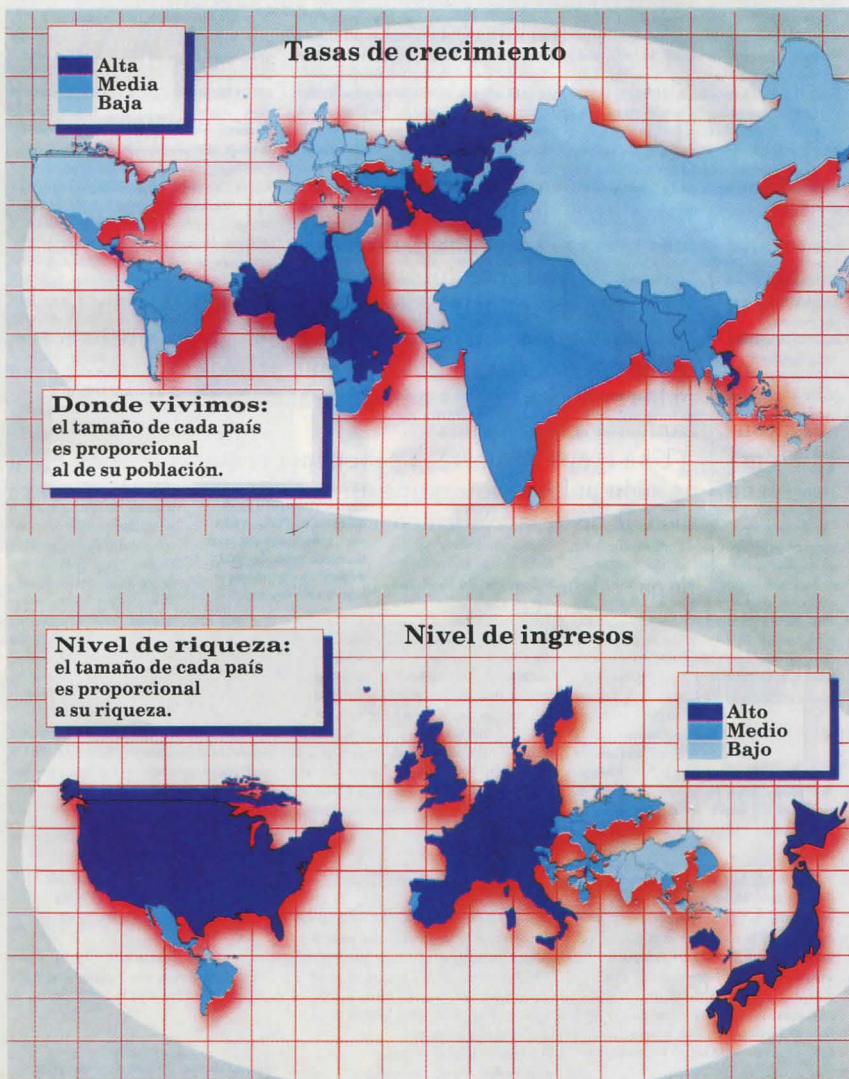 Tasas de crecimiento
Alta
Media
Baja
Donde vivimos:
el tamaño de cada país
es proporcional
al de su población.
Nivel de riqueza:
el tamaño de cada país
es proporcional
a su riqueza.
Nivel de ingresos
Alto
Medio
Bajo